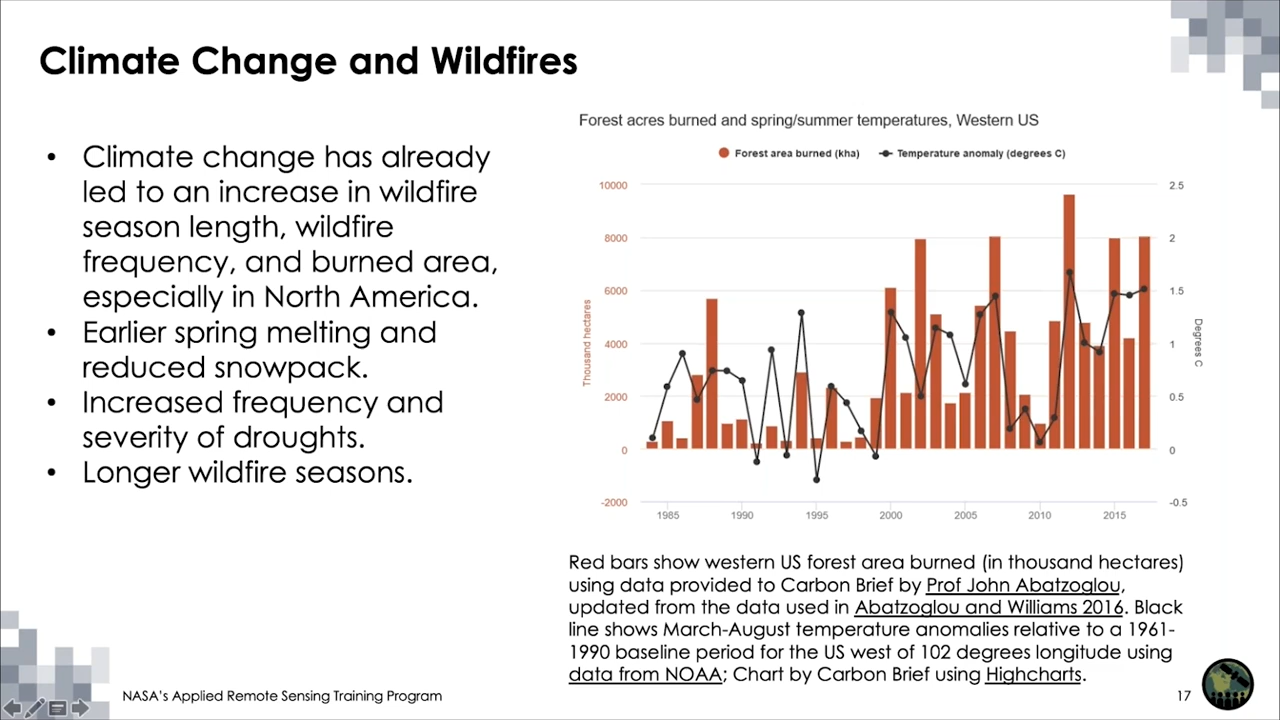 Climate Change and Wildfires
• Climate change has already
led to an increase in wildfire
season length, wildfire
frequency, and burned area,
especially in North America.
• Earlier spring melting and
reduced snowpack.
• Increased frequency and
severity of droughts.
• Longer wildfire seasons.
Forest acres burned and spring/summer temperatures, Western US
Forest area burned (kha) Temperature anomaly (degrees C)
10000
8000
6000
4000
2000
0
-2000
Thousand hectares
2.5
2
1.5
1
0.5
0
-0.5
Degrees C
1985 1990 1995 2000 2005 2010 2015
Red bars show western US forest area burned (in thousand hectares)
using data provided to Carbon Brief by Prof John Abatzoglou,
updated from the data used in Abatzoglou and Williams 2016. Black
line shows March-August temperature anomalies relative to a 1961-
1990 baseline period for the US west of 102 degrees longitude using
data from NOAA; Chart by Carbon Brief using Highcharts.
NASA's Applied Remote Sensing Training Program
17